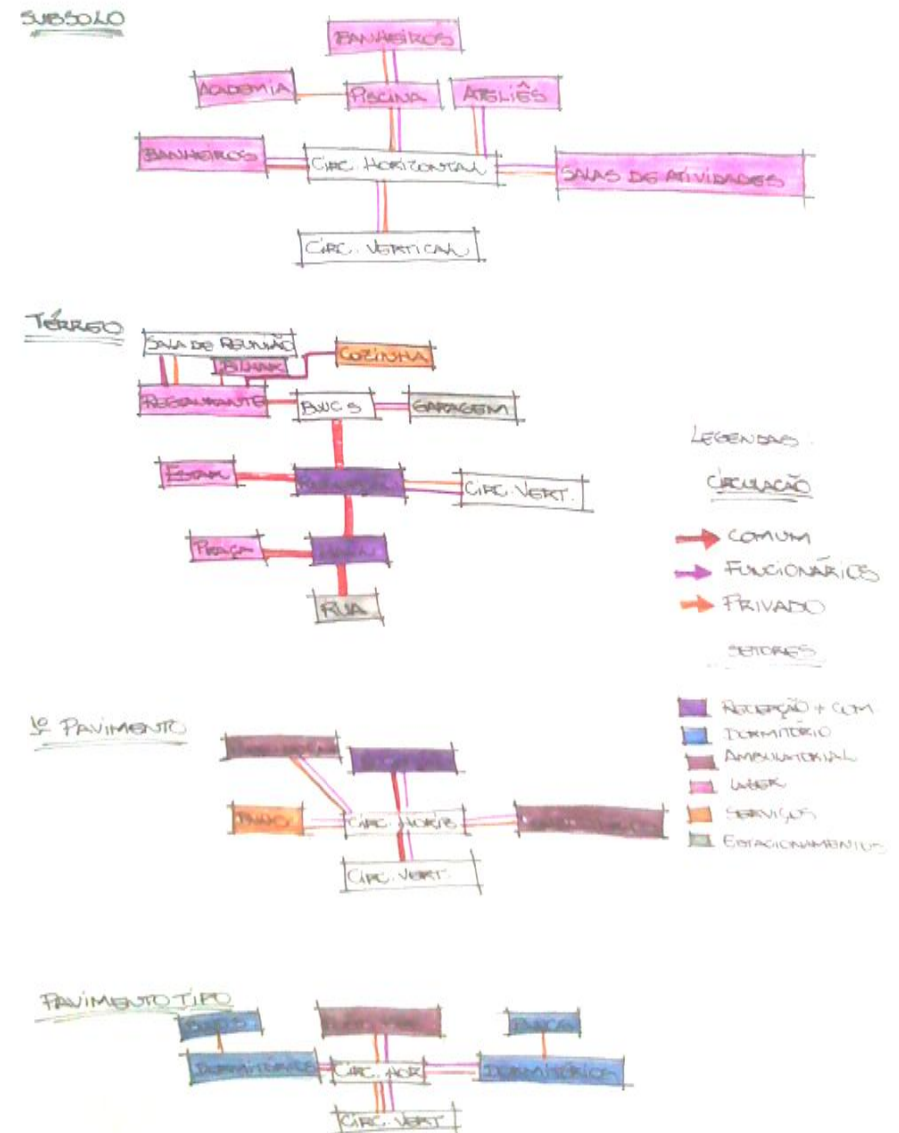 SUBSOLO
BANHEIROS
ACADEMIA
PISCINA
ATELIÊS
BANHEIROS
CIRC. HORIZONTAL
SALAS DE ATIVIDADES
CIRC. VERTICAL
TÉRREO
SALA DE REUNIÃO
BILHAR
COZINHA
RESTAURANTE
BWCS
GARAGEM
ESTAR
CIRC. VERT.
PRAÇA
RUA
LEGENDAS
CIRCULAÇÃO
COMUM
FUNCIONÁRIOS
PRIVADO
SETORES
RECEPÇÃO + COM
DORMITÓRIO
AMBULATORIAL
LAZER
SERVIÇOS
ESTACIONAMENTOS
1º PAVIMENTO
CIRC. HORIZ
CIRC. VERT.
PAVIMENTO TIPO
DORMITÓRIOS
CIRC. HOR
DORMITÓRIOS
CIRC. VERT